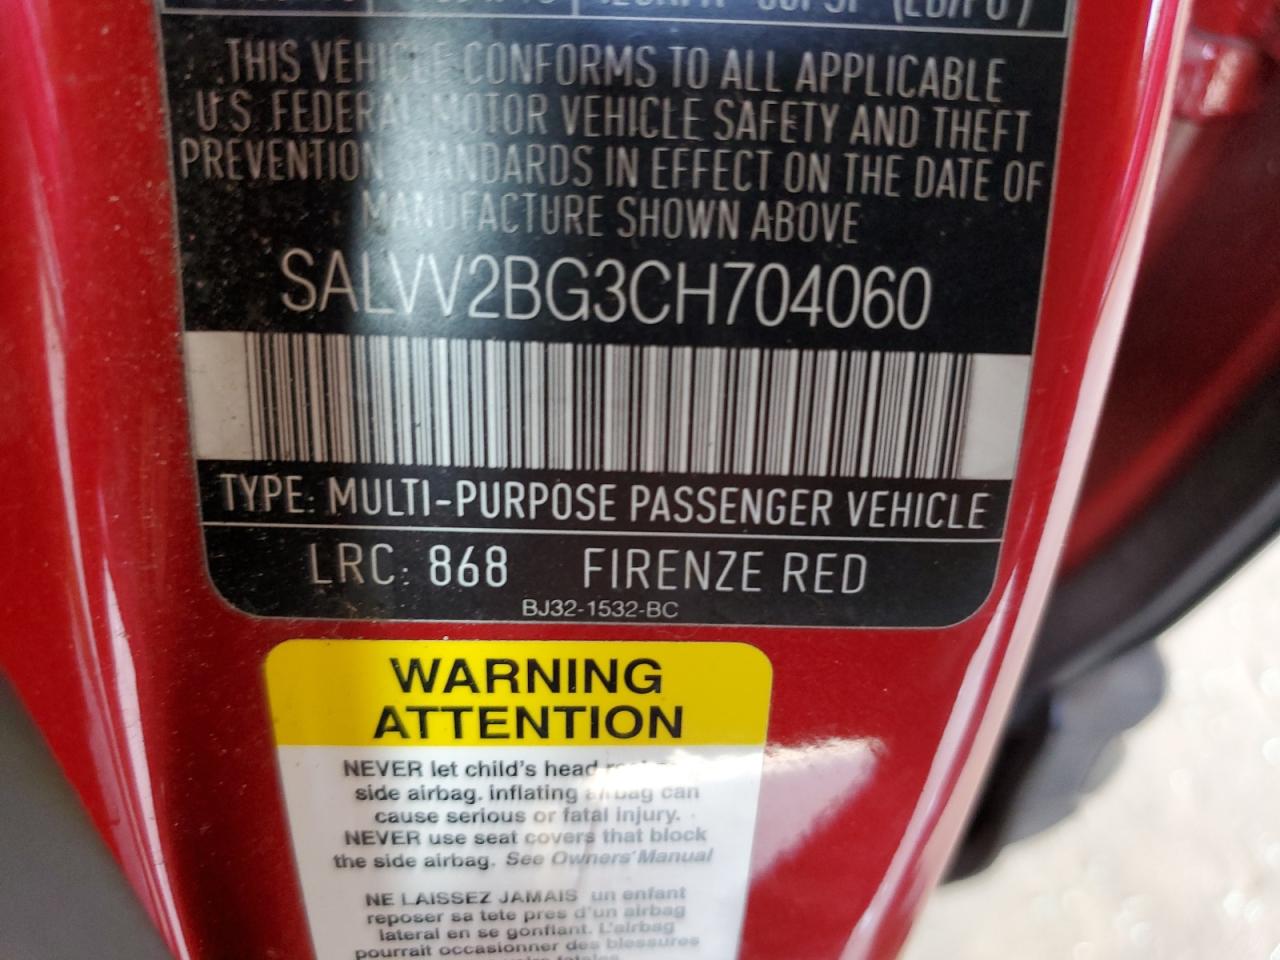 THIS VEHICLE CONFORMS TO ALL APPLICABLE
U.S. FEDERAL MOTOR VEHICLE SAFETY AND THEFT
PREVENTION STANDARDS IN EFFECT ON THE DATE OF
MANUFACTURE SHOWN ABOVE
SALVV2BG3CH704060
TYPE: MULTI-PURPOSE PASSENGER VEHICLE
LRC: 868 FIRENZE RED
BJ32-1532-BC
WARNING
ATTENTION
NEVER let child's head
side airbag. inflating airbag can
cause serious or fatal injury.
NEVER use seat covers that block
the side airbag. See Owners' Manual
NE LAISSEZ JAMAIS un enfant
reposer sa tete pres d'un airbag
lateral en se gonflant. L'airbag
pourrait occasionner des blessures